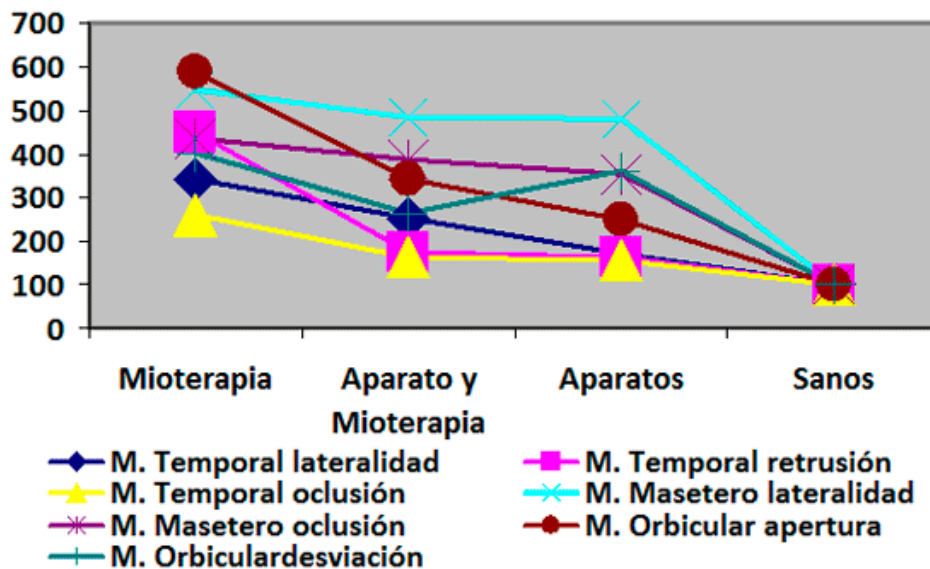 700
600
500
400
300
200
100
0
Mioterapia Aparato y Aparatos Sanos
Mioterapia
M. Temporal lateralidad M. Temporal retrusión
M. Temporal oclusión M. Masetero lateralidad
M. Masetero oclusión M. Orbicular apertura
M. Orbiculardesviación